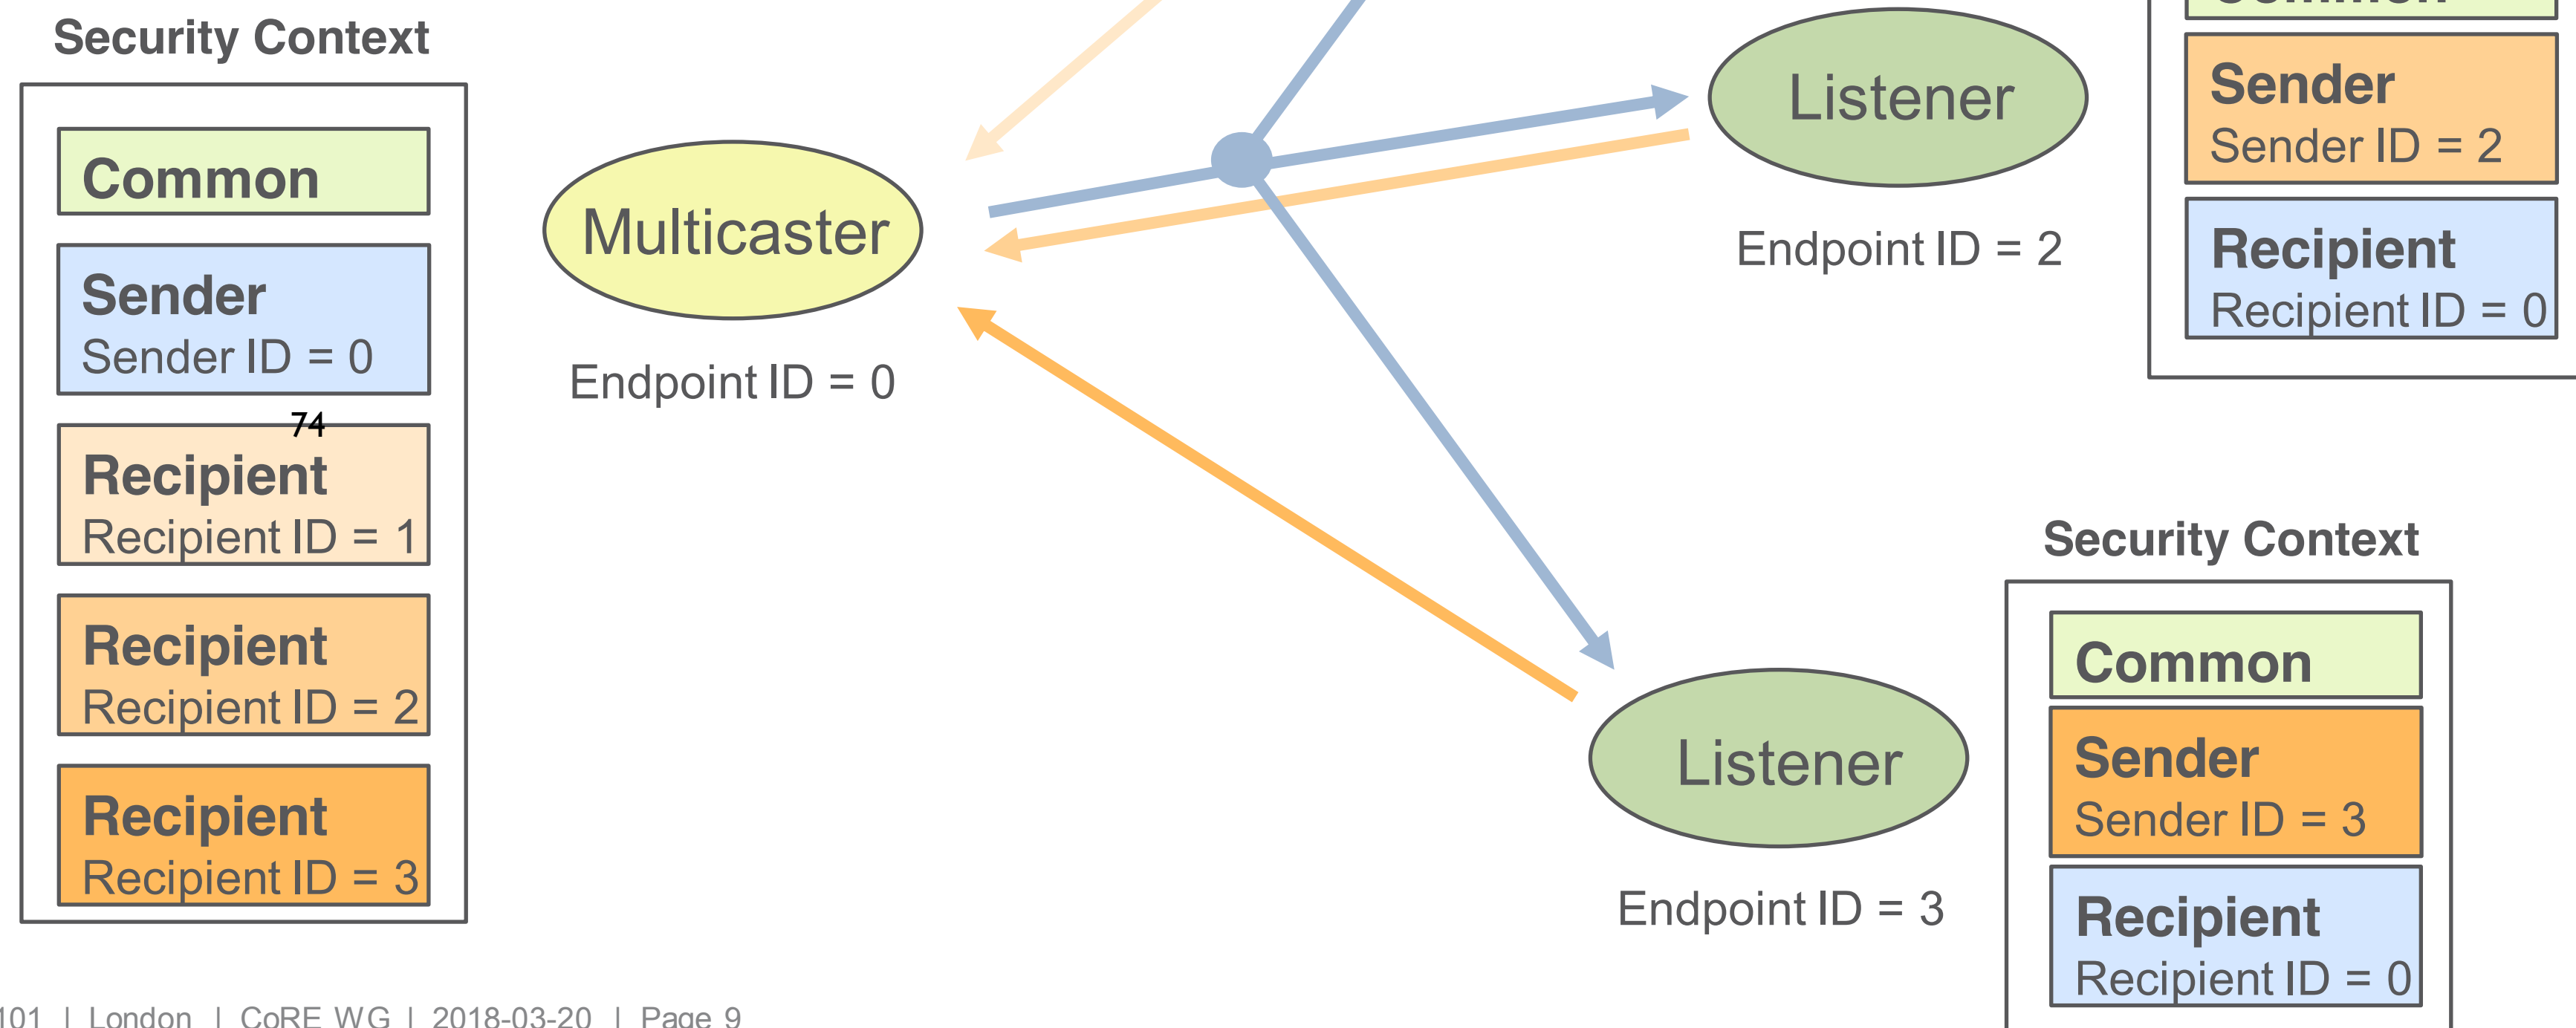 Security Context
Common
Sender
Sender ID = 0
74
Recipient
Recipient ID = 1
Recipient
Recipient ID = 2
Recipient
Recipient ID = 3
Multicaster
Endpoint ID = 0
Listener
Endpoint ID = 2
Common
Sender
Sender ID = 2
Recipient
Recipient ID = 0
Listener
Endpoint ID = 3
Security Context
Common
Sender
Sender ID = 3
Recipient
Recipient ID = 0
101 | London | CoRE WG | 2018-03-20 | Page 9